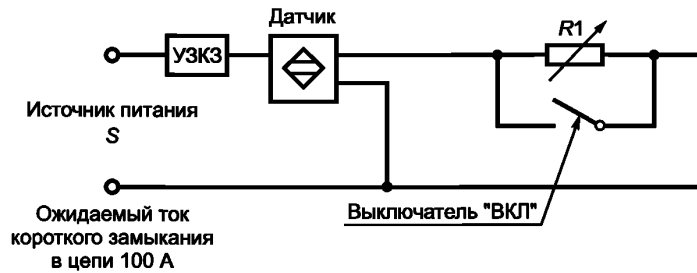 Датчик
УЗКЗ
R1
Источник питания
S
Ожидаемый ток
короткого замыкания
в цепи 100 А
Выключатель "ВКЛ"